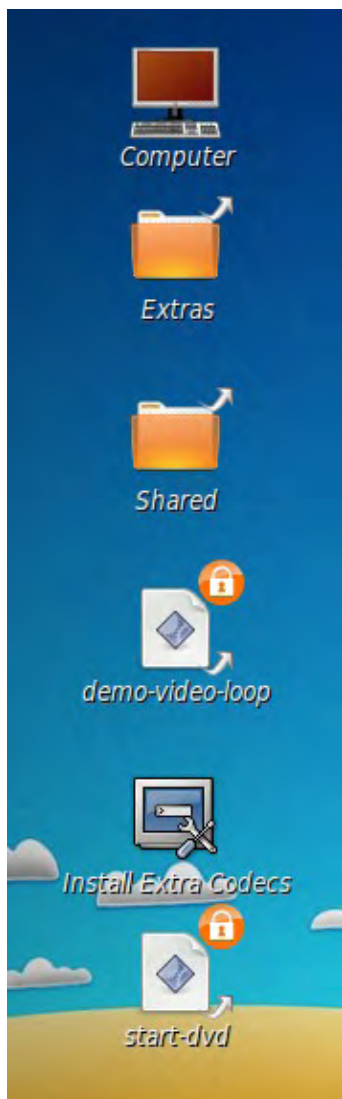 Computer
Extras
Shared
demo-video-loop
Install Extra Codecs
start-dvd